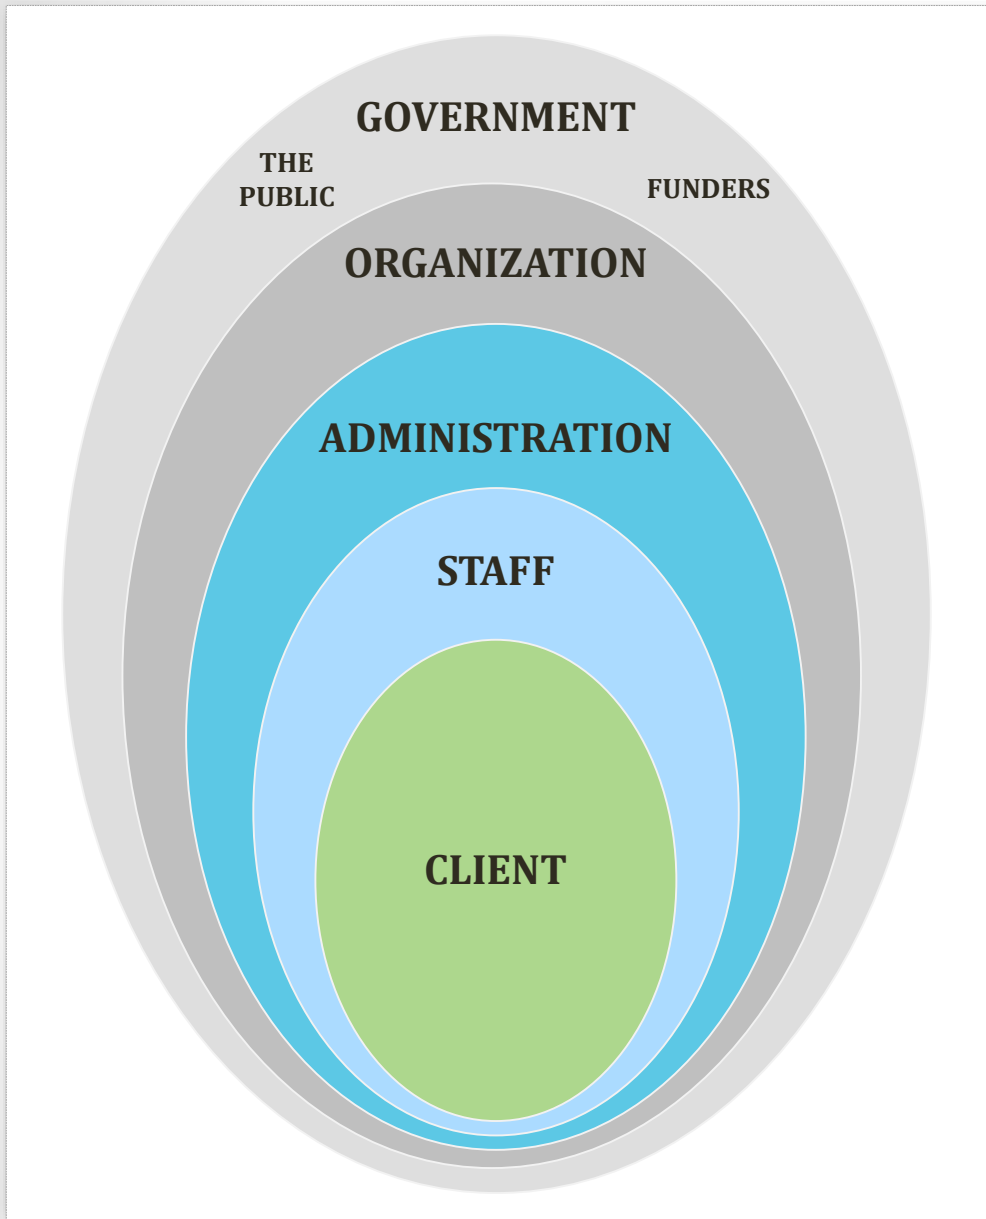 GOVERNMENT
THE
PUBLIC
FUNDERS
ORGANIZATION
ADMINISTRATION
STAFF
CLIENT